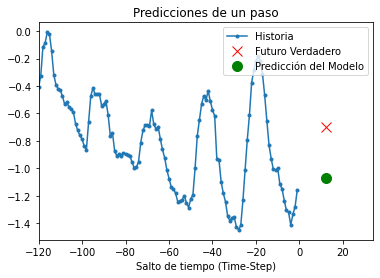 Predicciones de un paso
Historia
Futuro Verdadero
Predicción del Modelo
0.0
−0.2
−0.4
−0.6
−0.8
−1.0
−1.2
−1.4
−120 −100 −80 −60 −40 −20 0 20
Salto de tiempo (Time-Step)